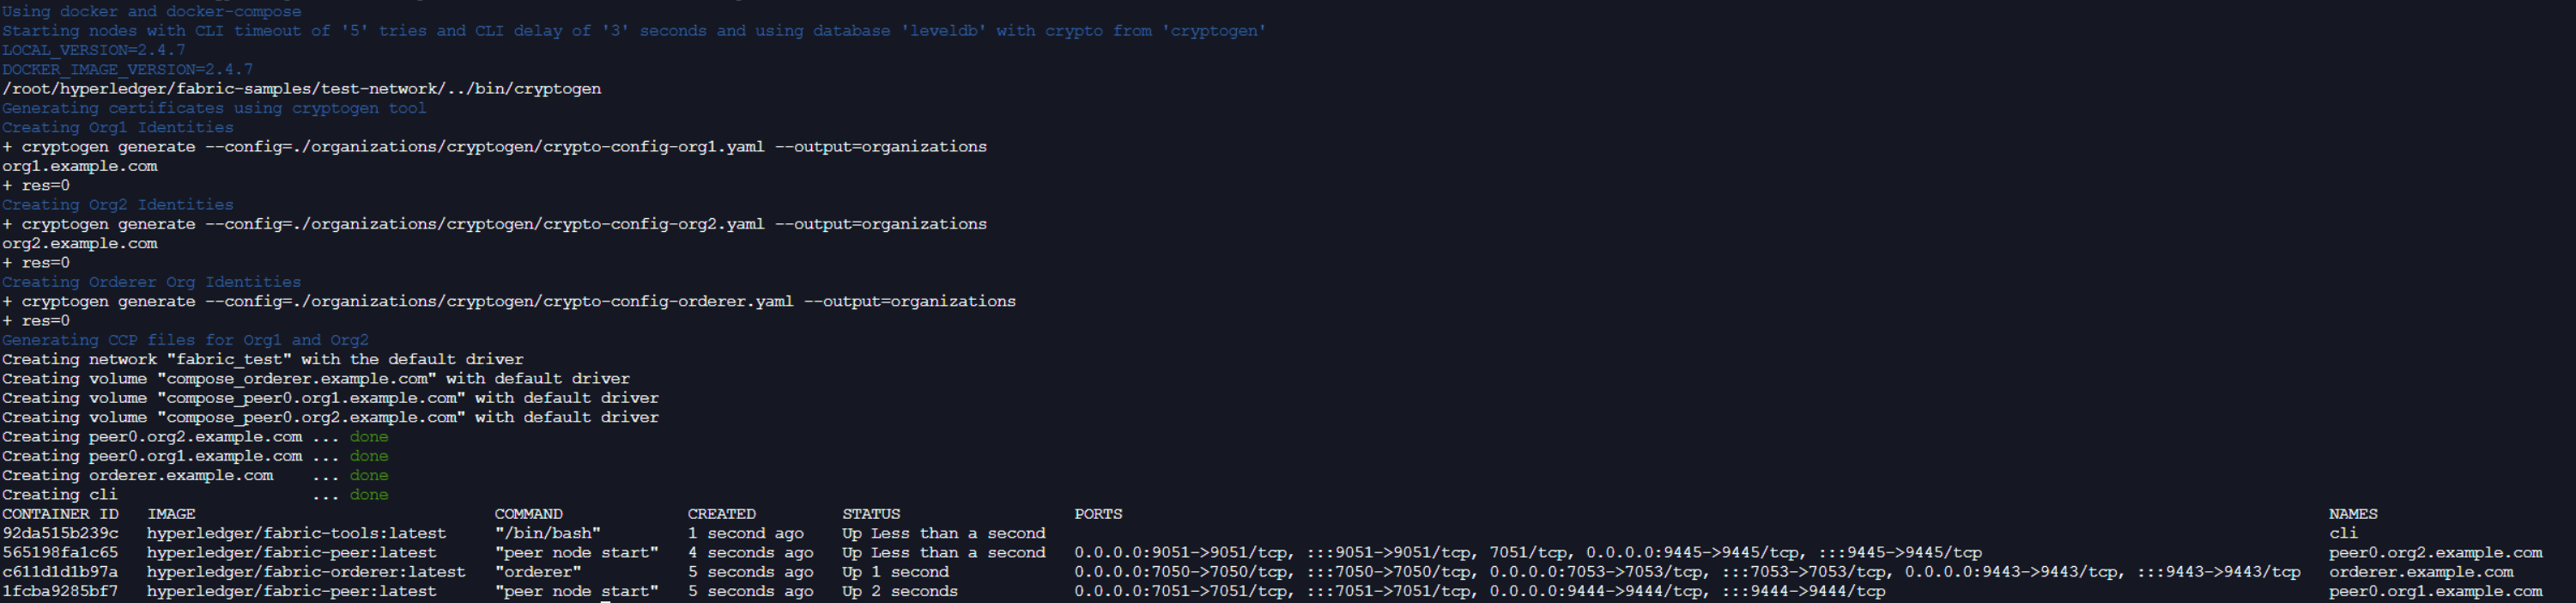 Using docker and docker-compose
Starting nodes with CLI timeout of '5' tries and CLI delay of '3' seconds and using database 'leveldb' with crypto from 'cryptogen'
LOCAL_VERSION=2.4.7
DOCKER_IMAGE_VERSION=2.4.7
/root/hyperledger/fabric-samples/test-network/../bin/cryptogen
Generating certificates using cryptogen tool
Creating Org1 Identities
+ cryptogen generate --config=./organizations/cryptogen/crypto-config-org1.yaml --output=organizations
org1.example.com
+ res=0
Creating Org2 Identities
+ cryptogen generate --config=./organizations/cryptogen/crypto-config-org2.yaml --output=organizations
org2.example.com
+ res=0
Creating Orderer Org Identities
+ cryptogen generate --config=./organizations/cryptogen/crypto-config-orderer.yaml --output=organizations
+ res=0
Generating CCP files for Org1 and Org2
Creating network "fabric_test" with the default driver
Creating volume "compose_orderer.example.com" with default driver
Creating volume "compose_peer0.org1.example.com" with default driver
Creating volume "compose_peer0.org2.example.com" with default driver
Creating peer0.org2.example.com ... done
Creating peer0.org1.example.com ... done
Creating orderer.example.com    ... done
Creating cli                    ... done
CONTAINER ID   IMAGE                               COMMAND             CREATED         STATUS                  PORTS                                                                                                                             NAMES
92da515b239c   hyperledger/fabric-tools:latest     "/bin/bash"         1 second ago    Up Less than a second                                                                                                                                     cli
565198fa1c65   hyperledger/fabric-peer:latest      "peer node start"   4 seconds ago   Up Less than a second   0.0.0.0:9051->9051/tcp, :::9051->9051/tcp, 7051/tcp, 0.0.0.0:9445->9445/tcp, :::9445->9445/tcp                                    peer0.org2.example.com
c611d1d1b97a   hyperledger/fabric-orderer:latest   "orderer"           5 seconds ago   Up 1 second             0.0.0.0:7050->7050/tcp, :::7050->7050/tcp, 0.0.0.0:7053->7053/tcp, :::7053->7053/tcp, 0.0.0.0:9443->9443/tcp, :::9443->9443/tcp   orderer.example.com
1fcba9285bf7   hyperledger/fabric-peer:latest      "peer node start"   5 seconds ago   Up 2 seconds            0.0.0.0:7051->7051/tcp, :::7051->7051/tcp, 0.0.0.0:9444->9444/tcp, :::9444->9444/tcp                                              peer0.org1.example.com